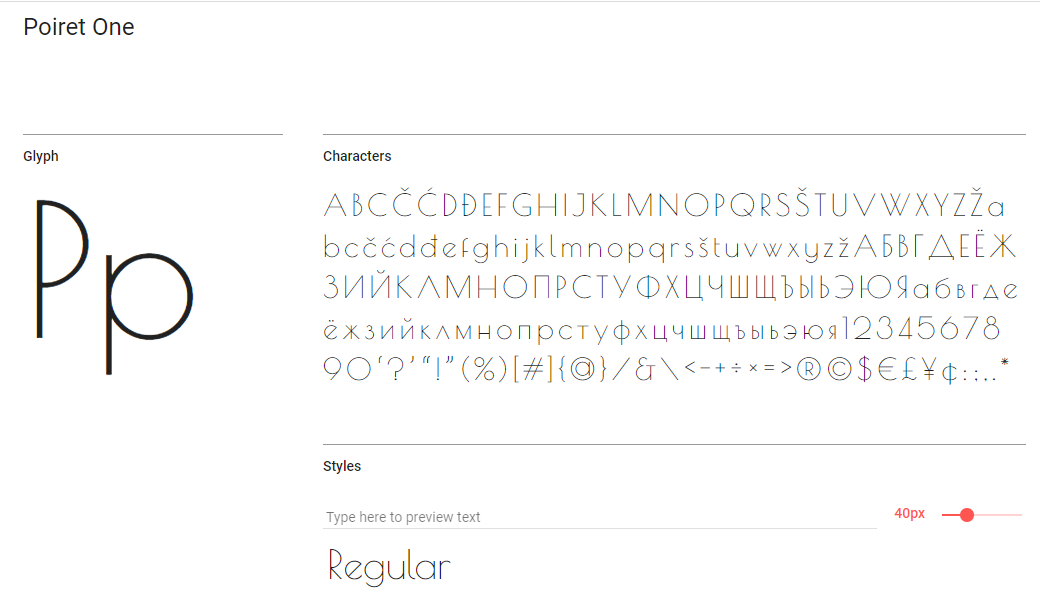 Poiret One
Glyph
Characters
Pp
ABCČĆDĐEFGHIJKLMNOPQRSŠTUVWXYZŽa
bcčćdđefghijklmnopqrsštuvwxyzžАБВГДЕЁЖ
ЗИЙКЛМНОПРСТУФХЦЧШЩЪЫЬЭЮЯабвгде
ёжзийклмнопрстуфхцчшщъыьэюя12345678
90‘?’“!”(%)[#]{@}/&\<-+÷×=>®©$€£¥¢:;,.*
Styles
Type here to preview text
40px
Regular